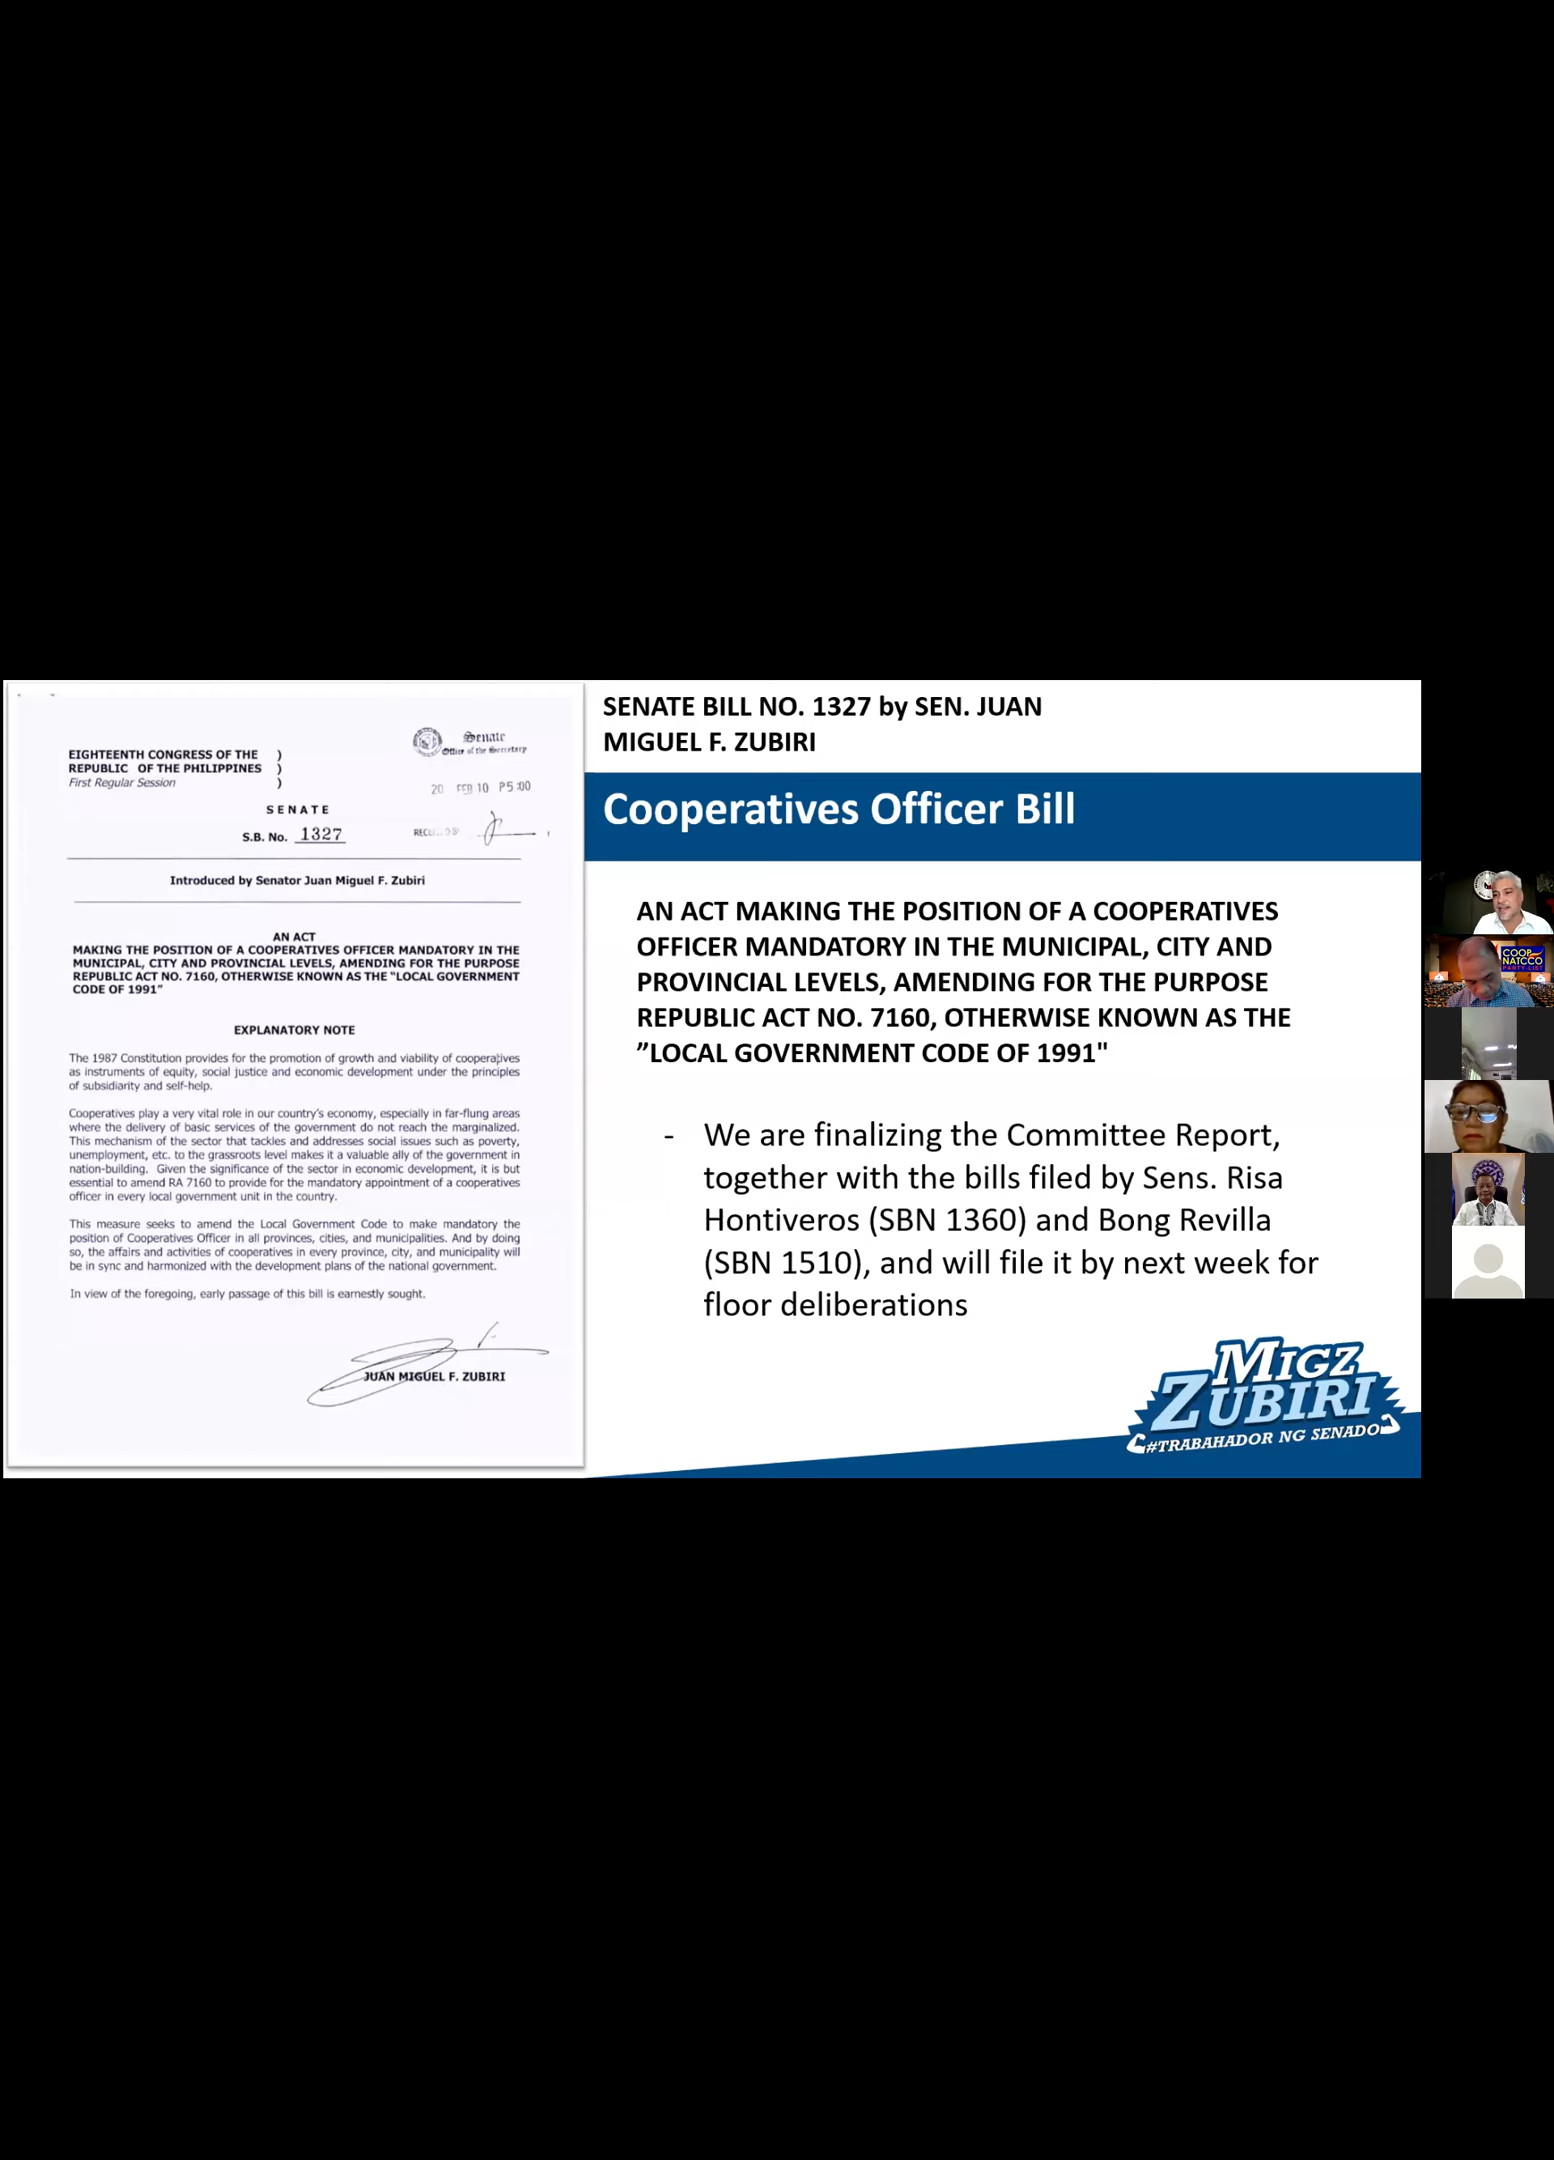 Senate
Office of the Secretary
EIGHTEENTH CONGRESS OF THE )
REPUBLIC OF THE PHILIPPINES )
First Regular Session )
20 FEB 10 P5:00
SENATE
S.B. No. 1327
Introduced by Senator Juan Miguel F. Zubiri
AN ACT
MAKING THE POSITION OF A COOPERATIVES OFFICER MANDATORY IN THE
MUNICIPAL, CITY AND PROVINCIAL LEVELS, AMENDING FOR THE PURPOSE
REPUBLIC ACT NO. 7160, OTHERWISE KNOWN AS THE "LOCAL GOVERNMENT
CODE OF 1991"
EXPLANATORY NOTE
The 1987 Constitution provides for the promotion of growth and viability of cooperatives
as instruments of equity, social justice and economic development under the principles
of subsidiarity and self-help.
Cooperatives play a very vital role in our country's economy, especially in far-flung areas
where the delivery of basic services of the government do not reach the marginalized.
This mechanism of the sector that tackles and addresses social issues such as poverty,
unemployment, etc. to the grassroots level makes it a valuable ally of the government in
nation-building. Given the significance of the sector in economic development, it is but
essential to amend RA 7160 to provide for the mandatory appointment of a cooperatives
officer in every local government unit in the country.
This measure seeks to amend the Local Government Code to make mandatory the
position of Cooperatives Officer in all provinces, cities, and municipalities. And by doing
so, the affairs and activities of cooperatives in every province, city, and municipality will
be in sync and harmonized with the development plans of the national government.
In view of the foregoing, early passage of this bill is earnestly sought.
JUAN MIGUEL F. ZUBIRI
SENATE BILL NO. 1327 by SEN. JUAN
MIGUEL F. ZUBIRI
Cooperatives Officer Bill
AN ACT MAKING THE POSITION OF A COOPERATIVES
OFFICER MANDATORY IN THE MUNICIPAL, CITY AND
PROVINCIAL LEVELS, AMENDING FOR THE PURPOSE
REPUBLIC ACT NO. 7160, OTHERWISE KNOWN AS THE
”LOCAL GOVERNMENT CODE OF 1991"
- We are finalizing the Committee Report,
together with the bills filed by Sens. Risa
Hontiveros (SBN 1360) and Bong Revilla
(SBN 1510), and will file it by next week for
floor deliberations
MIGZ
ZUBIRI
#TRABAHADOR NG SENADO
COOP
NATCCO
PARTY-LIST